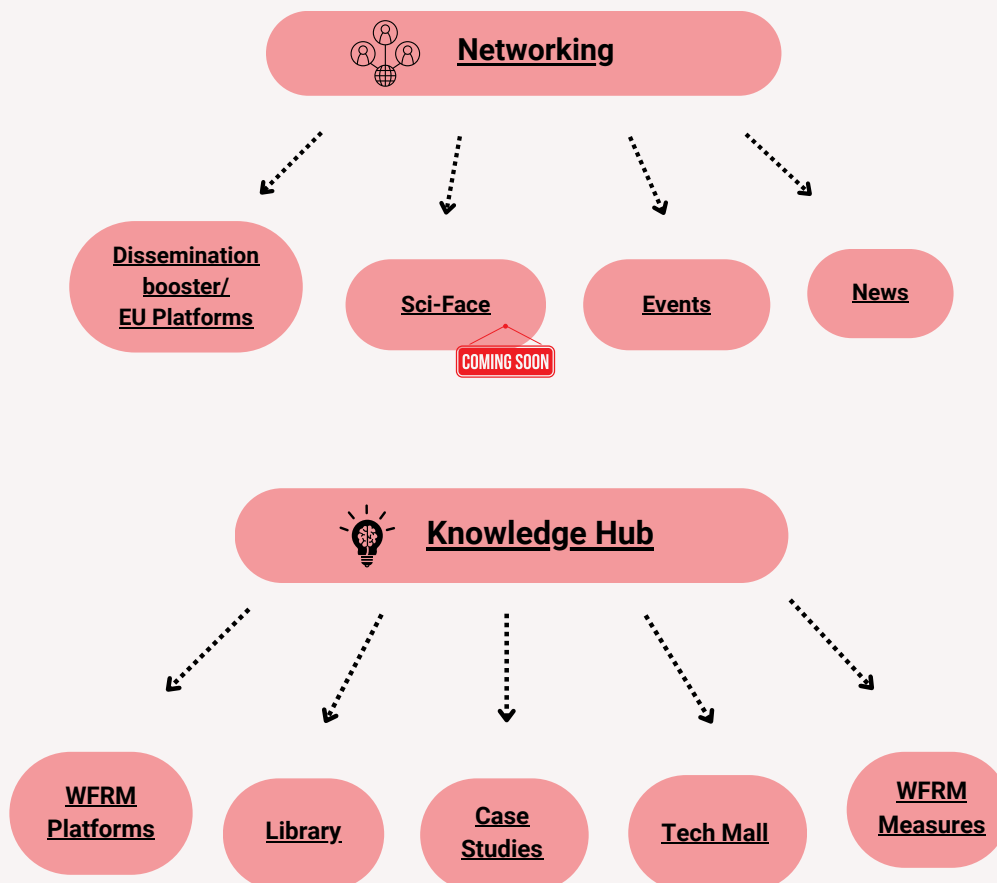 Networking
Dissemination
booster/
EU Platforms
Sci-Face
Events
News
COMING SOON
Knowledge Hub
WFRM
Platforms
Library
Case
Studies
Tech Mall
WFRM
Measures